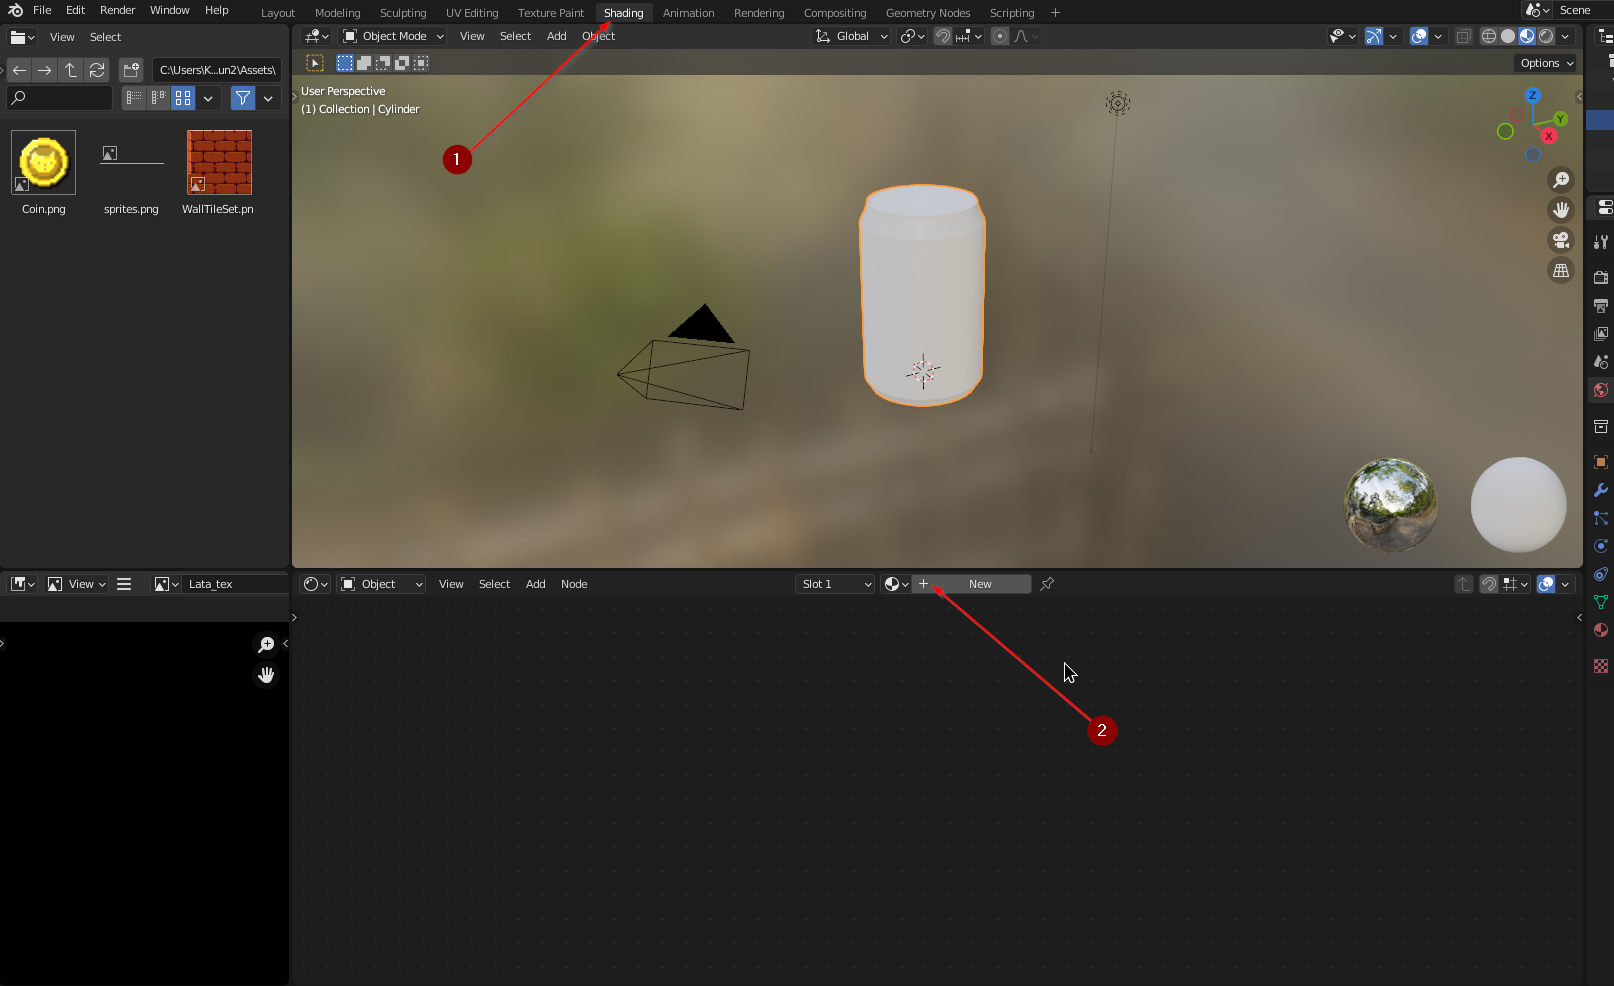 File Edit Render Window Help
Layout Modeling Sculpting UV Editing Texture Paint Shading Animation Rendering Compositing Geometry Nodes Scripting +
Scene
View Select
Object Mode View Select Add Object Global
C:\Users\K...un2\Assets\
Options
User Perspective
(1) Collection | Cylinder
Z
Y
X
1
Coin.png sprites.png WallTileSet.pn
View Lata_tex
Object View Select Add Node Slot 1 + New
2